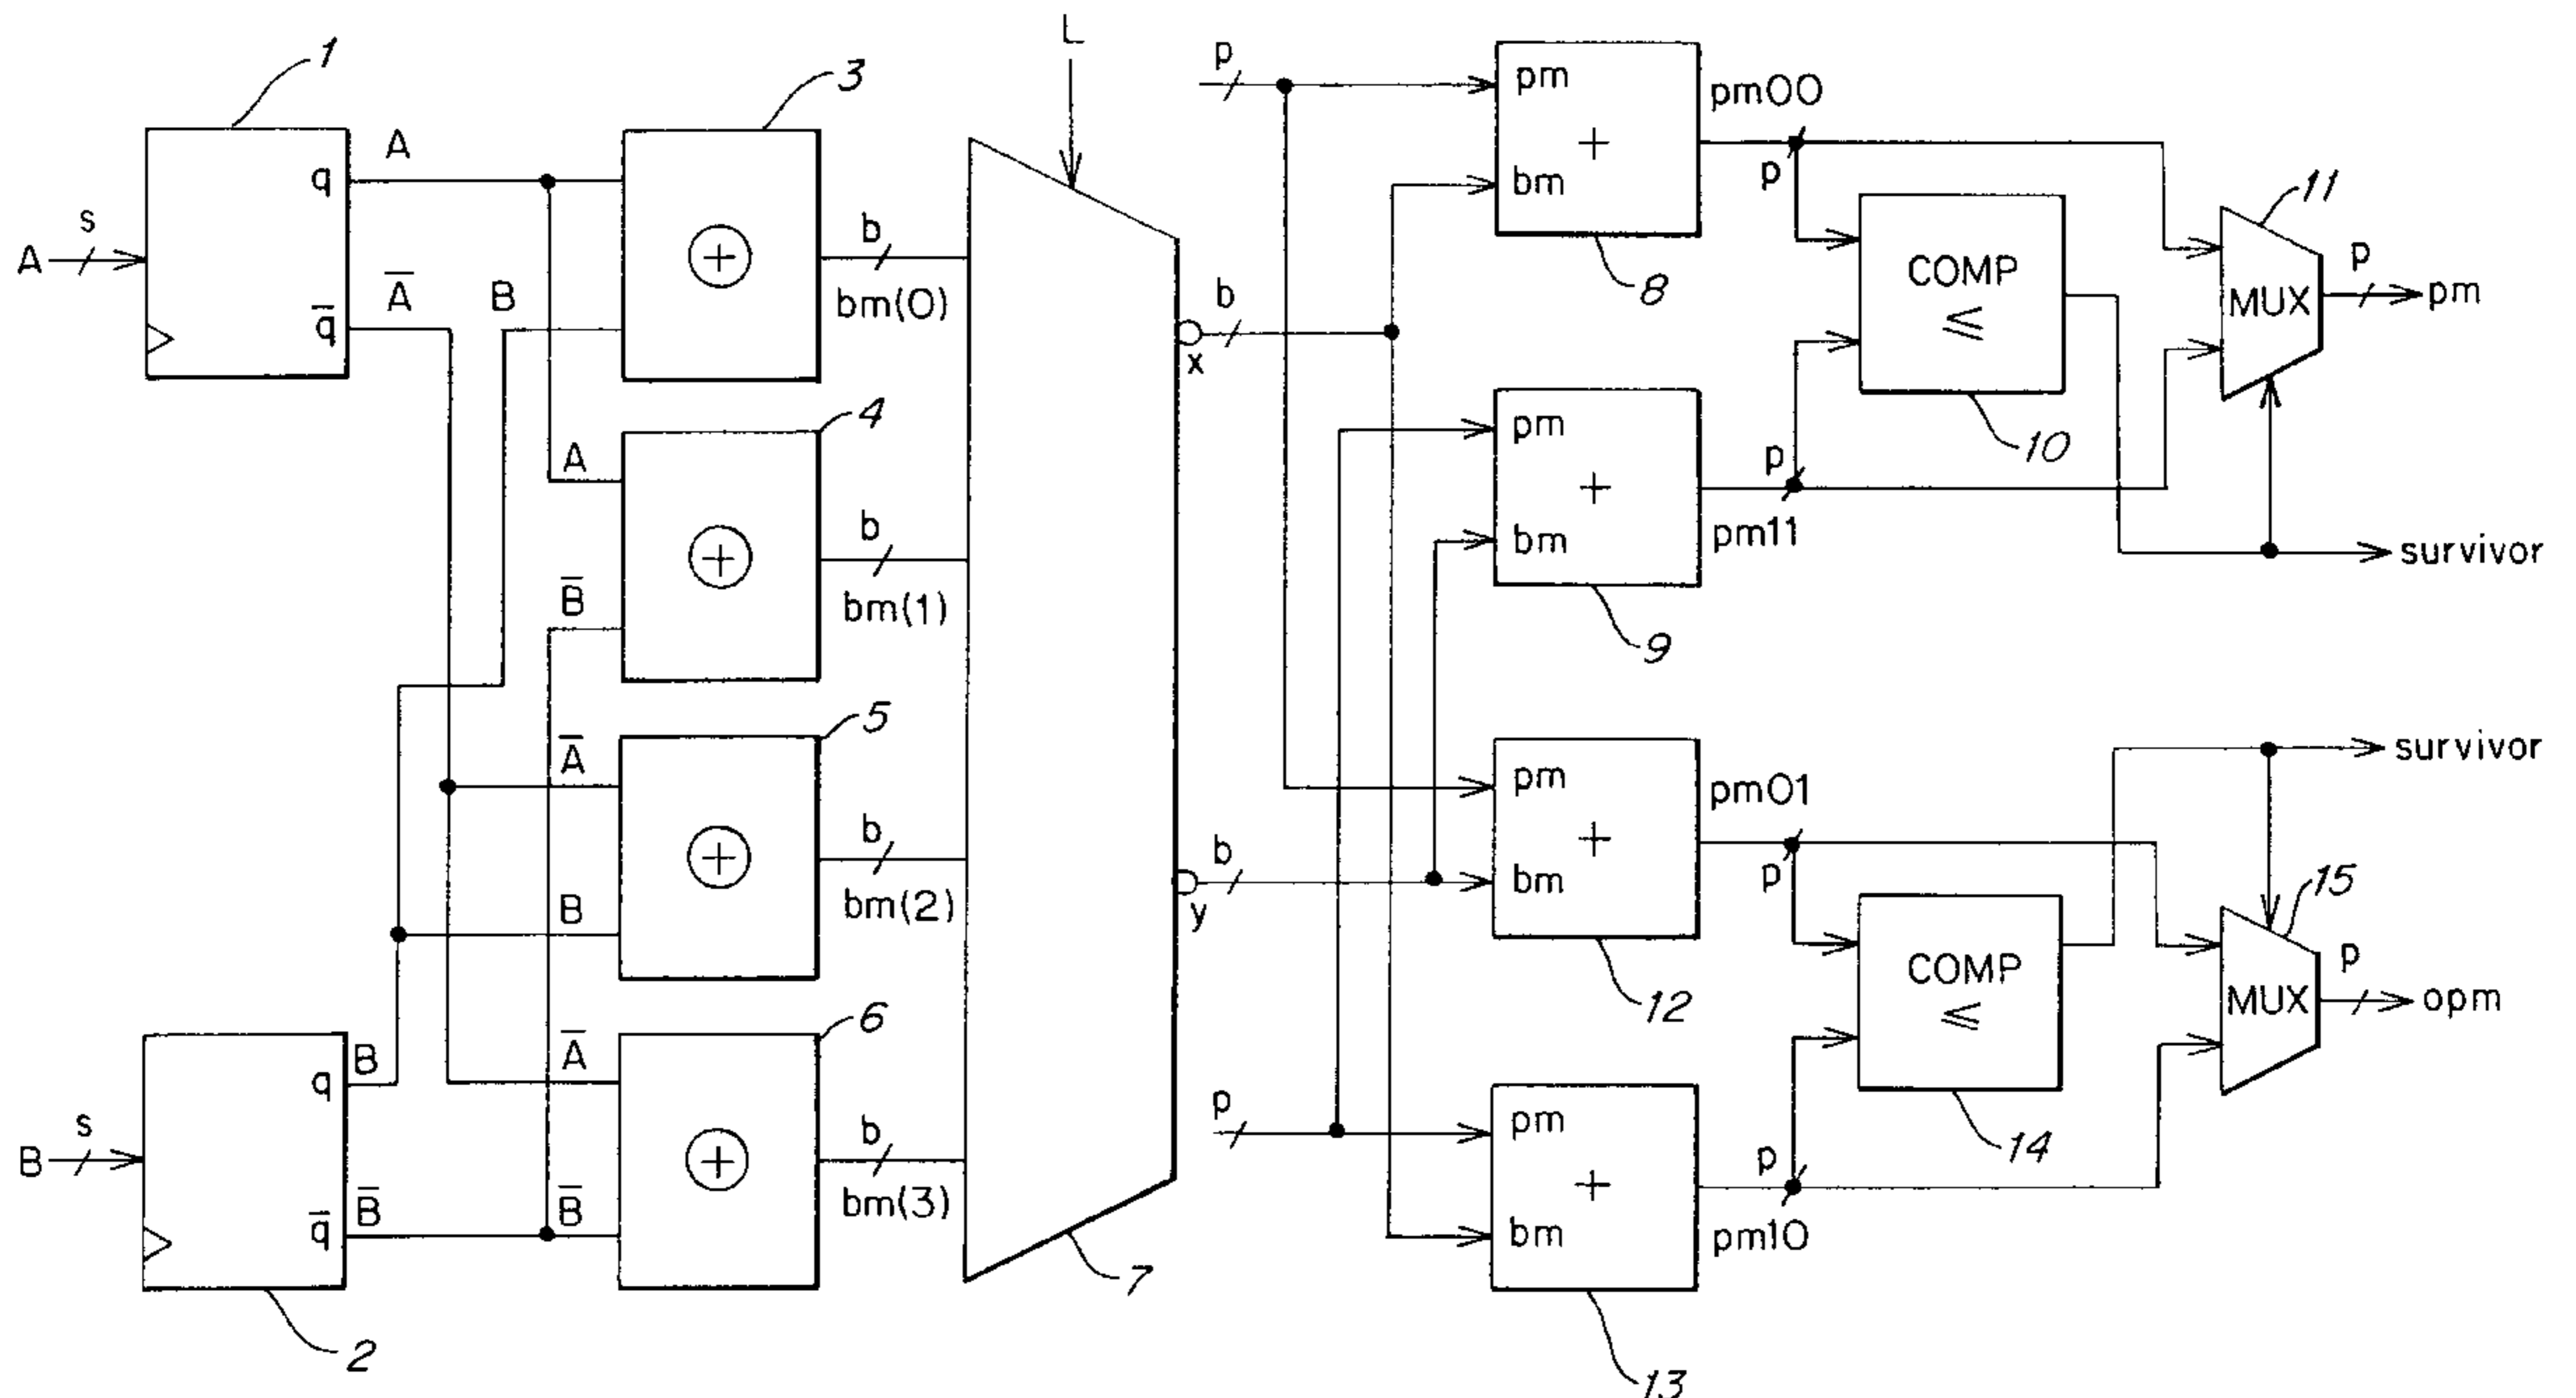 L
1
3
p
pm
pm00
A
+
p
11
q
s
b
bm
COMP
≤
8
p
A
A̅
B
bm(0)
b
MUX
pm
q̅
x
4
pm
10
A
p
+
b
bm
pm11
survivor
B̅
bm(1)
9
5
survivor
A̅
pm
pm01
b
b
+
p
15
B
bm(2)
bm
COMP
p
y
≤
MUX
opm
6
12
B
A̅
q
s
b
p
pm
14
B
p
+
B̅
B̅
bm(3)
q̅
bm
pm10
7
2
13